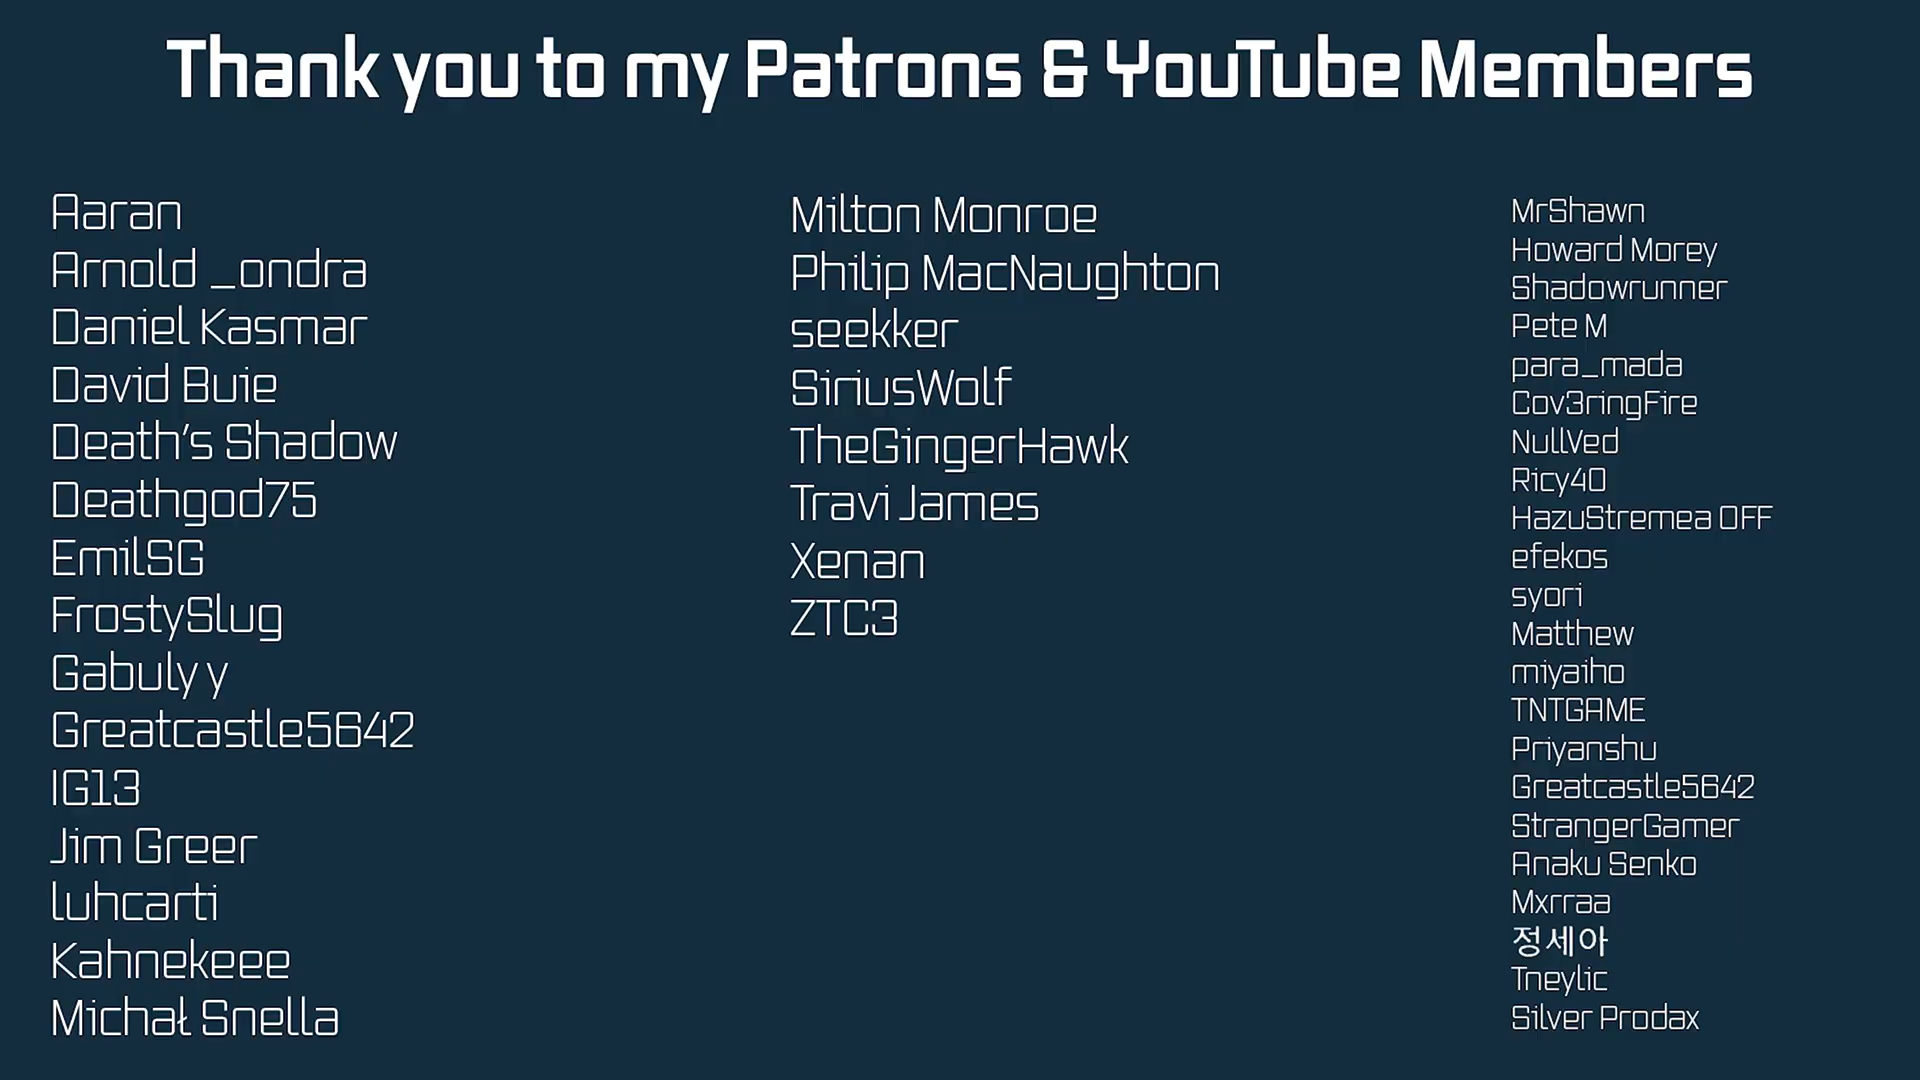 Thank you to my Patrons & YouTube Members
Aaran
Arnold _ondra
Daniel Kasmar
David Buie
Death's Shadow
Deathgod75
EmilSG
FrostySlug
Gabuly y
Greatcastle5642
IG13
Jim Greer
luhcarti
Kahnekeee
Michał Snella
Milton Monroe
Philip MacNaughton
seekker
SiriusWolf
TheGingerHawk
Travi James
Xenan
ZTC3
MrShawn
Howard Morey
Shadowrunner
Pete M
para_mada
Cov3ringFire
NullVed
Ricy40
HazuStremea OFF
efekos
syori
Matthew
miyaiho
TNTGAME
Priyanshu
Greatcastle5642
StrangerGamer
Anaku Senko
Mxrraa
정세아
Tneylic
Silver Prodax